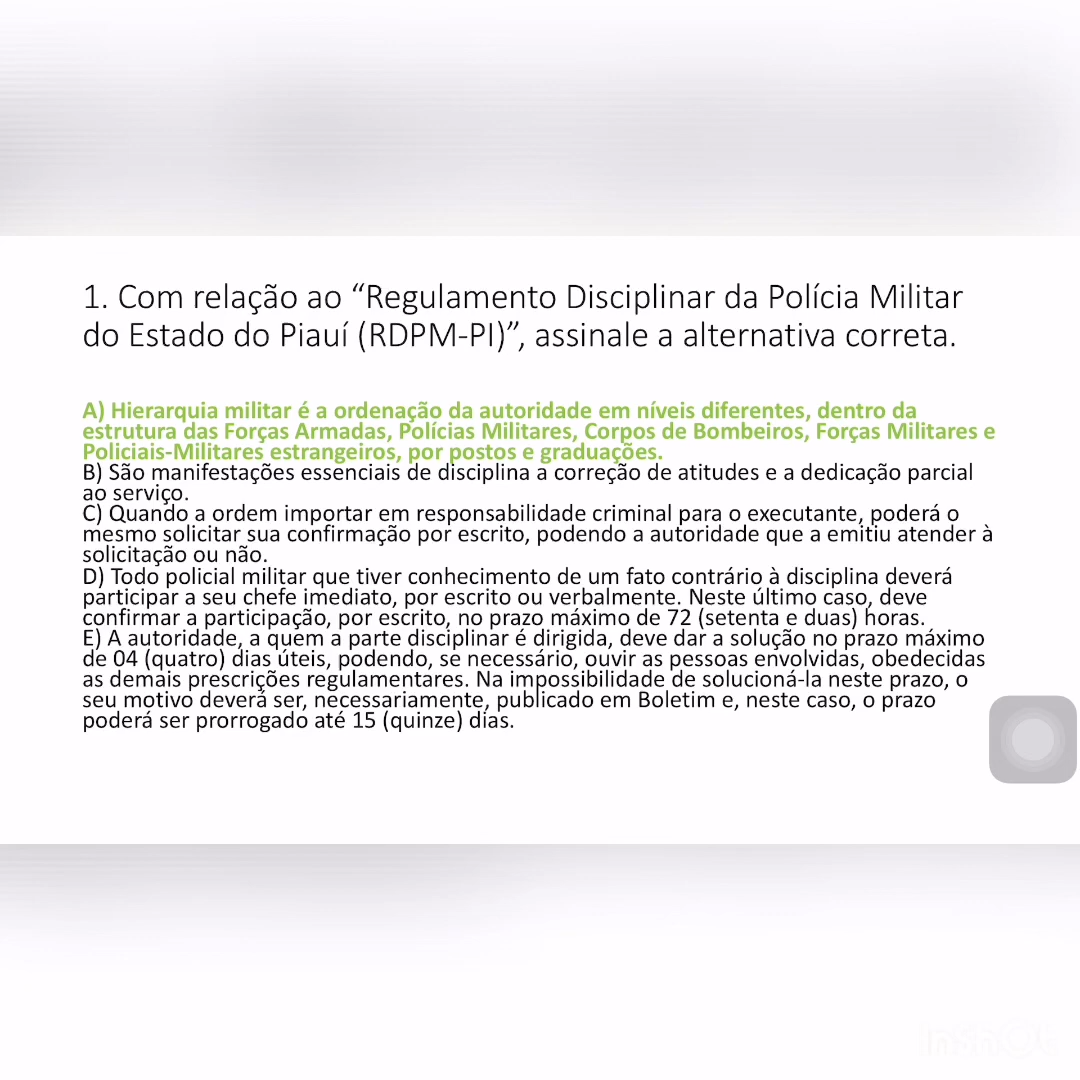 1. Com relação ao “Regulamento Disciplinar da Polícia Militar
do Estado do Piauí (RDPM-PI)”, assinale a alternativa correta.
A) Hierarquia militar é a ordenação da autoridade em níveis diferentes, dentro da
estrutura das Forças Armadas, Polícias Militares, Corpos de Bombeiros, Forças Militares e
Policiais-Militares estrangeiros, por postos e graduações.
B) São manifestações essenciais de disciplina a correção de atitudes e a dedicação parcial
ao serviço.
C) Quando a ordem importar em responsabilidade criminal para o executante, poderá o
mesmo solicitar sua confirmação por escrito, podendo a autoridade que a emitiu atender à
solicitação ou não.
D) Todo policial militar que tiver conhecimento de um fato contrário à disciplina deverá
participar a seu chefe imediato, por escrito ou verbalmente. Neste último caso, deve
confirmar a participação, por escrito, no prazo máximo de 72 (setenta e duas) horas.
E) A autoridade, a quem a parte disciplinar é dirigida, deve dar a solução no prazo máximo
de 04 (quatro) dias úteis, podendo, se necessário, ouvir as pessoas envolvidas, obedecidas
as demais prescrições regulamentares. Na impossibilidade de solucioná-la neste prazo, o
seu motivo deverá ser, necessariamente, publicado em Boletim e, neste caso, o prazo
poderá ser prorrogado até 15 (quinze) dias.